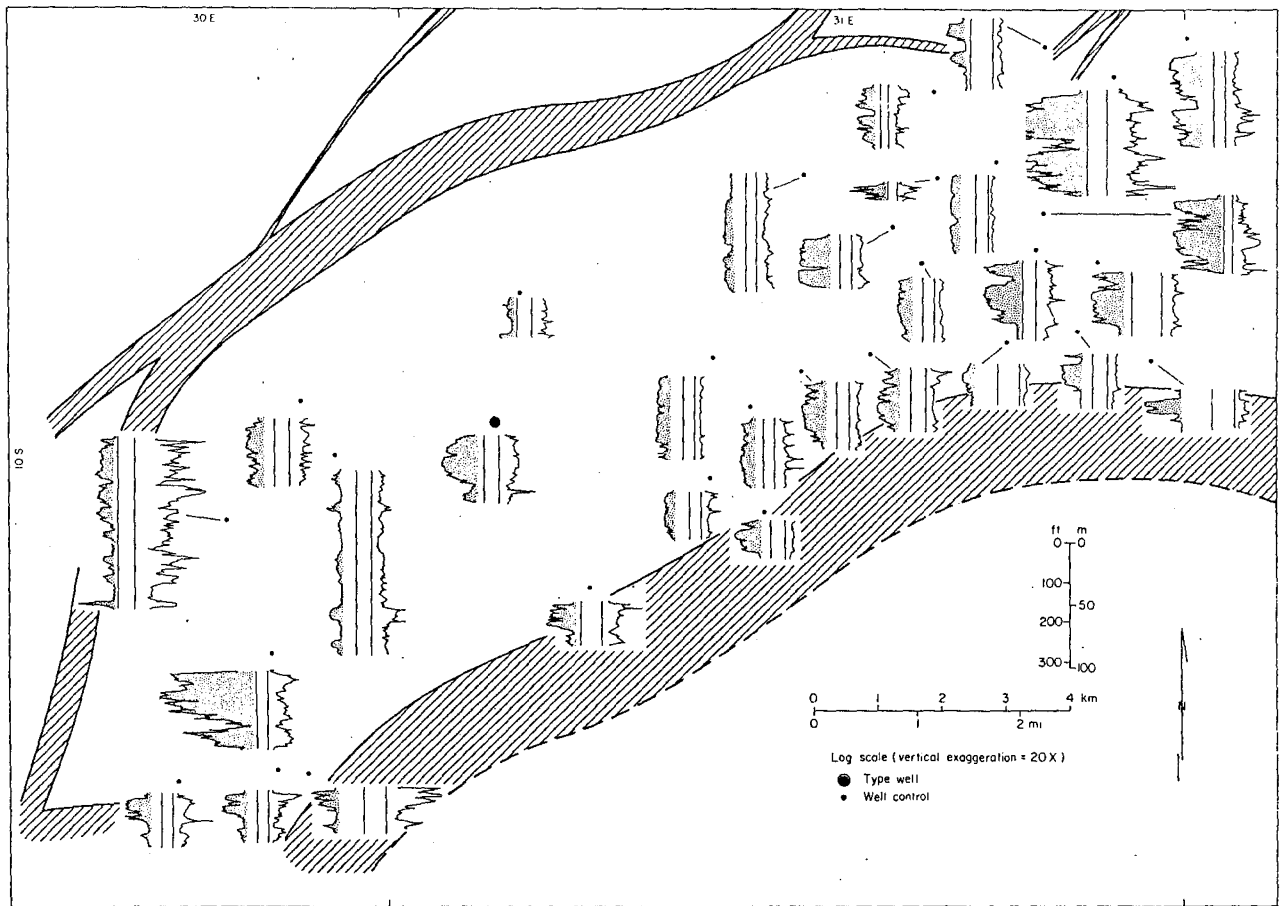 30 E
31 E
10 S
ft m
0 0
100
50
200
300 100
0 1 2 3 4 km
0 1 2 mi
N
Log scale (vertical exaggeration = 20X)
Type well
Well control